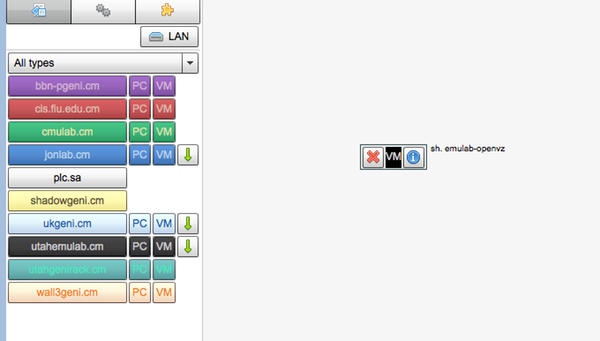 LAN
All types
bbn-pgeni.cm PC VM
cis.fiu.edu.cm PC VM
cmulab.cm PC VM
jonlab.cm PC VM
plc.sa
shadowgeni.cm
ukgeni.cm PC VM
utahemulab.cm PC VM
utahgenirack.cm PC VM
wall3geni.cm PC VM
VM sh. emulab-openvz